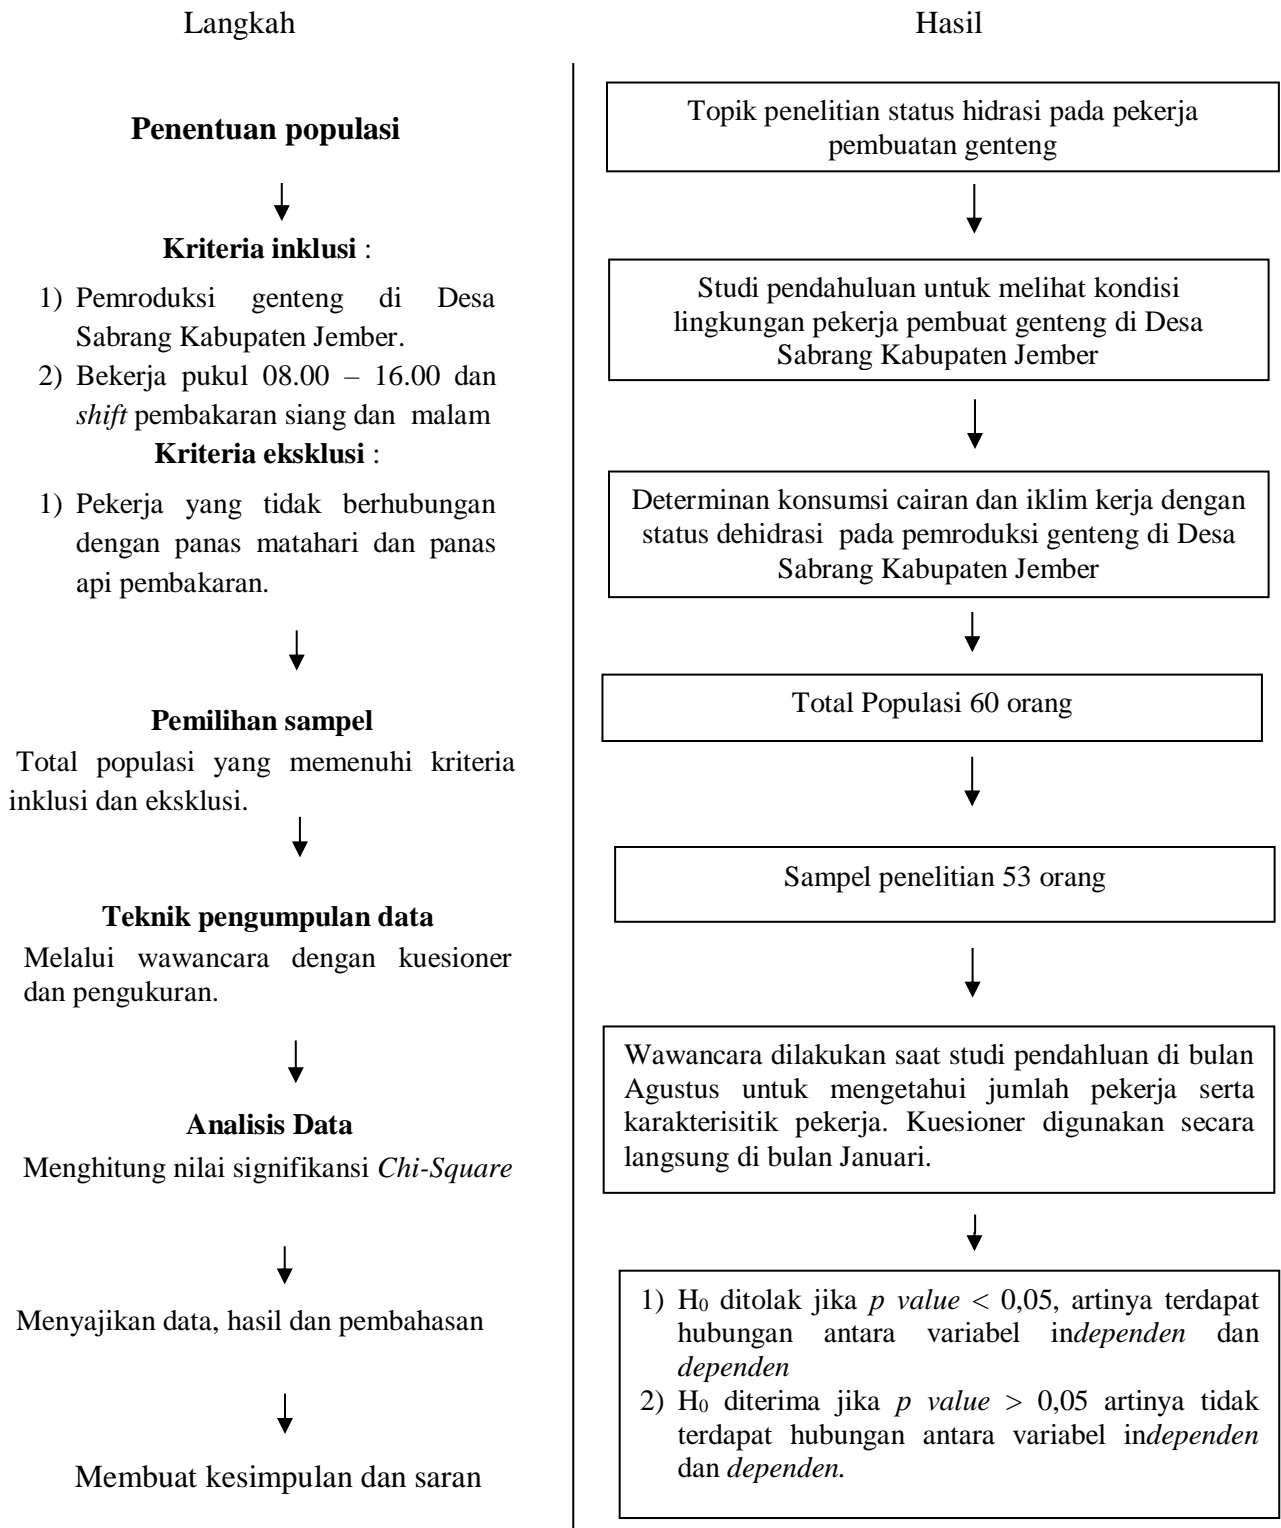 Langkah
Hasil
Penentuan populasi
Kriteria inklusi :
1) Pemroduksi genteng di Desa
Sabrang Kabupaten Jember.
2) Bekerja pukul 08.00 – 16.00 dan
shift pembakaran siang dan malam
Kriteria eksklusi :
1) Pekerja yang tidak berhubungan
dengan panas matahari dan panas
api pembakaran.
Pemilihan sampel
Total populasi yang memenuhi kriteria
inklusi dan eksklusi.
Teknik pengumpulan data
Melalui wawancara dengan kuesioner
dan pengukuran.
Analisis Data
Menghitung nilai signifikansi Chi-Square
Menyajikan data, hasil dan pembahasan
Membuat kesimpulan dan saran
Topik penelitian status hidrasi pada pekerja
pembuatan genteng
Studi pendahuluan untuk melihat kondisi
lingkungan pekerja pembuat genteng di Desa
Sabrang Kabupaten Jember
Determinan konsumsi cairan dan iklim kerja dengan
status dehidrasi pada pemroduksi genteng di Desa
Sabrang Kabupaten Jember
Total Populasi 60 orang
Sampel penelitian 53 orang
Wawancara dilakukan saat studi pendahluan di bulan
Agustus untuk mengetahui jumlah pekerja serta
karakterisitik pekerja. Kuesioner digunakan secara
langsung di bulan Januari.
1) H₀ ditolak jika p value < 0,05, artinya terdapat
hubungan antara variabel independen dan
dependen
2) H₀ diterima jika p value > 0,05 artinya tidak
terdapat hubungan antara variabel independen
dan dependen.